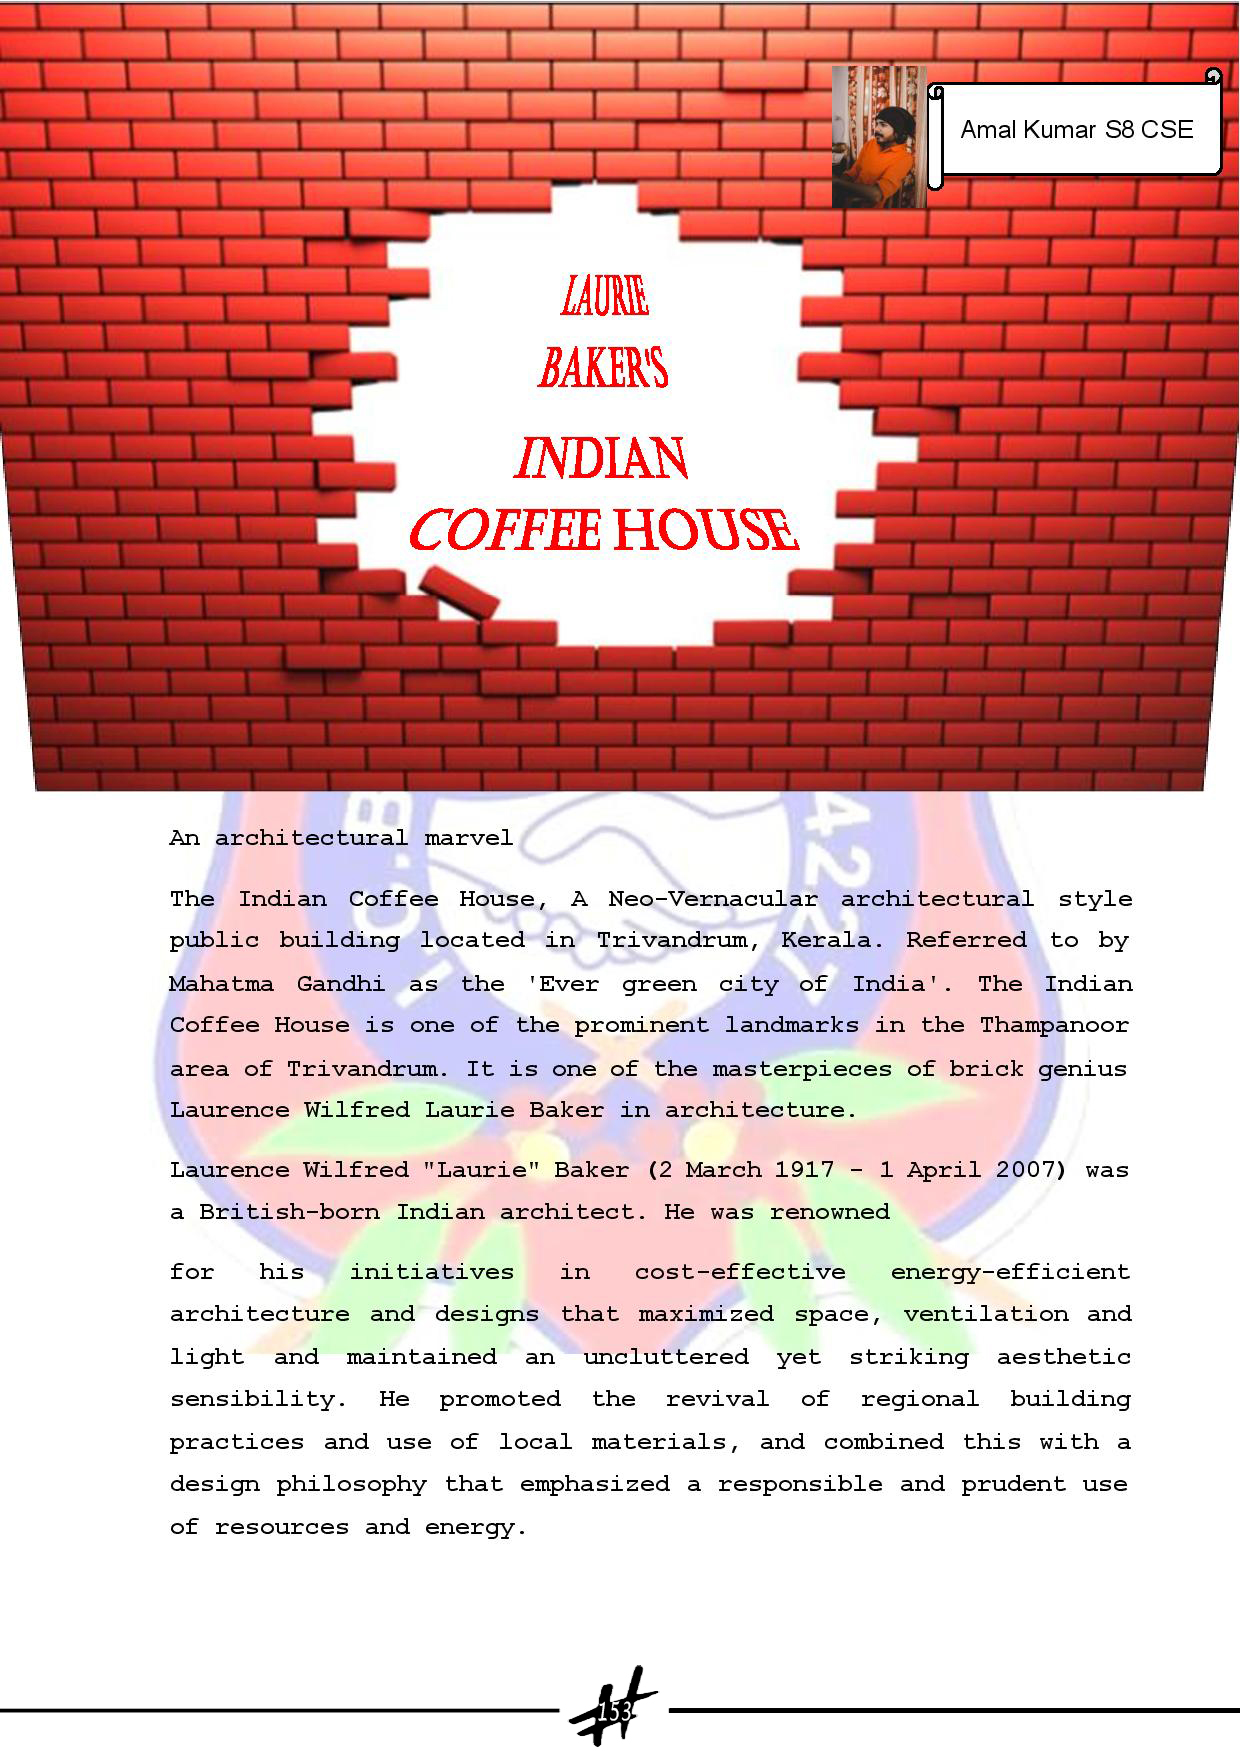 Amal Kumar S8 CSE
LAURIE
BAKER'S
INDIAN
COFFEE HOUSE
An architectural marvel
The Indian Coffee House, A Neo-Vernacular architectural style
public building located in Trivandrum, Kerala. Referred to by
Mahatma Gandhi as the 'Ever green city of India'. The Indian
Coffee House is one of the prominent landmarks in the Thampanoor
area of Trivandrum. It is one of the masterpieces of brick genius
Laurence Wilfred Laurie Baker in architecture.
Laurence Wilfred "Laurie" Baker (2 March 1917 – 1 April 2007) was
a British-born Indian architect. He was renowned
for his initiatives in cost-effective energy-efficient
architecture and designs that maximized space, ventilation and
light and maintained an uncluttered yet striking aesthetic
sensibility. He promoted the revival of regional building
practices and use of local materials, and combined this with a
design philosophy that emphasized a responsible and prudent use
of resources and energy.
153